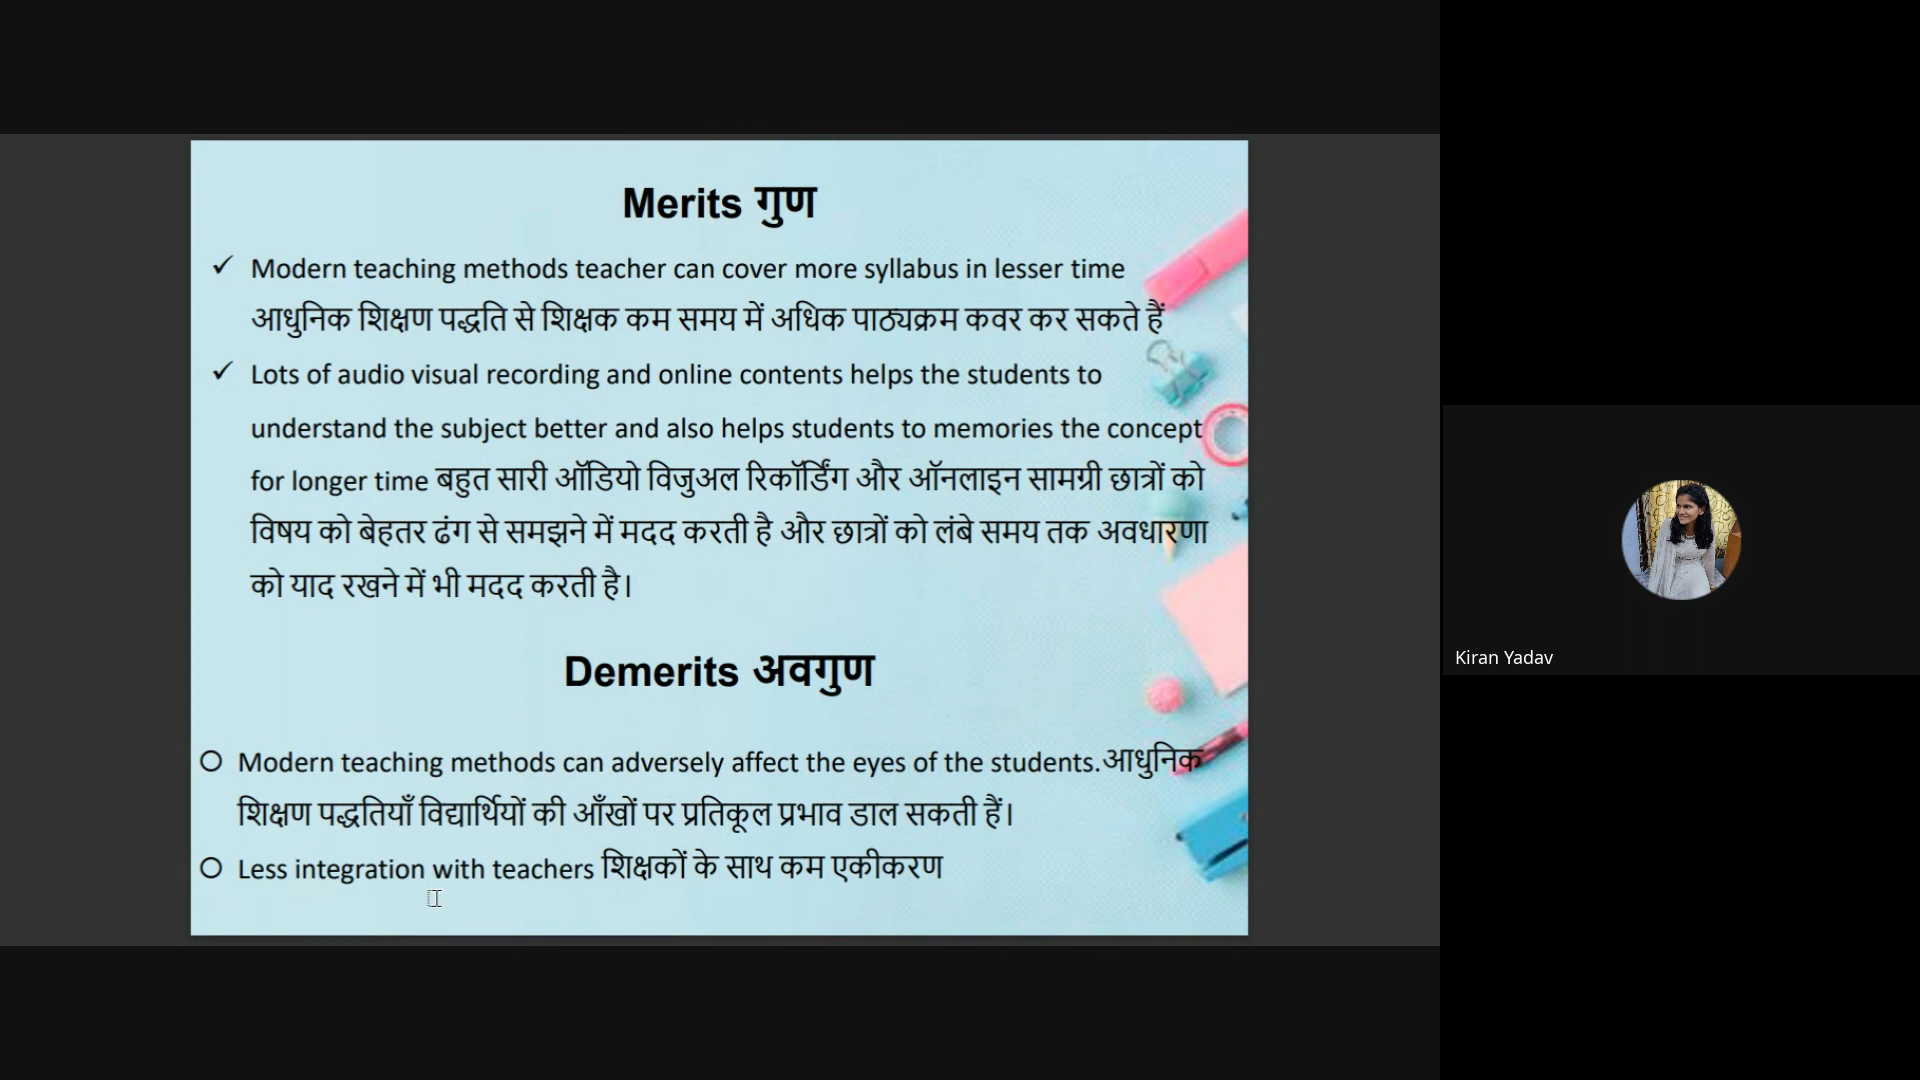 Merits गुण
✓ Modern teaching methods teacher can cover more syllabus in lesser time
आधुनिक शिक्षण पद्धति से शिक्षक कम समय में अधिक पाठ्यक्रम कवर कर सकते हैं
✓ Lots of audio visual recording and online contents helps the students to
understand the subject better and also helps students to memories the concept
for longer time बहुत सारी ऑडियो विजुअल रिकॉर्डिंग और ऑनलाइन सामग्री छात्रों को
विषय को बेहतर ढंग से समझने में मदद करती है और छात्रों को लंबे समय तक अवधारणा
को याद रखने में भी मदद करती है।
Demerits अवगुण
○ Modern teaching methods can adversely affect the eyes of the students.आधुनिक
शिक्षण पद्धतियाँ विद्यार्थियों की आँखों पर प्रतिकूल प्रभाव डाल सकती हैं।
○ Less integration with teachers शिक्षकों के साथ कम एकीकरण
Kiran Yadav